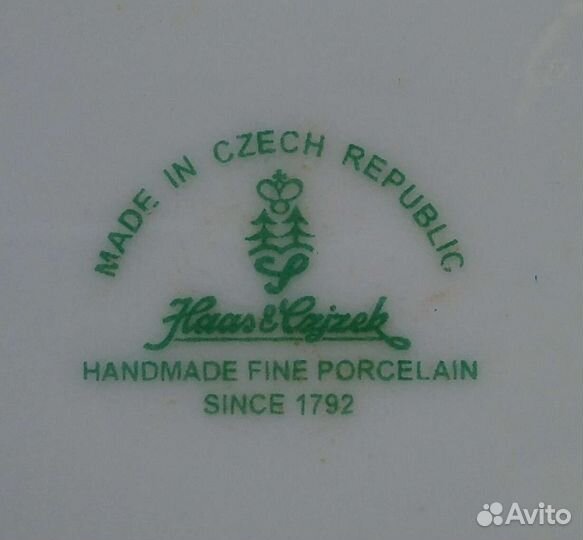 MADE IN CZECH REPUBLIC
S
Haas & Czjzek
HANDMADE FINE PORCELAIN
SINCE 1792
Avito